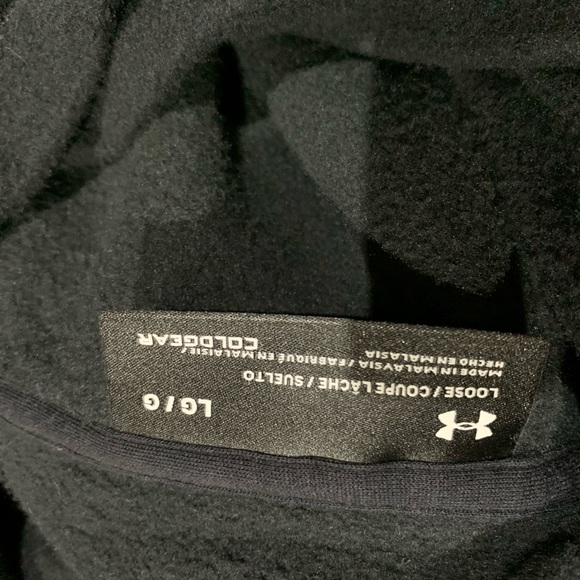 LG / G
LOOSE / COUPE LÂCHE / SUELTO
MADE IN MALAYSIA / FABRIQUÉ EN MALAISIE /
HECHO EN MALASIA
COLDGEAR